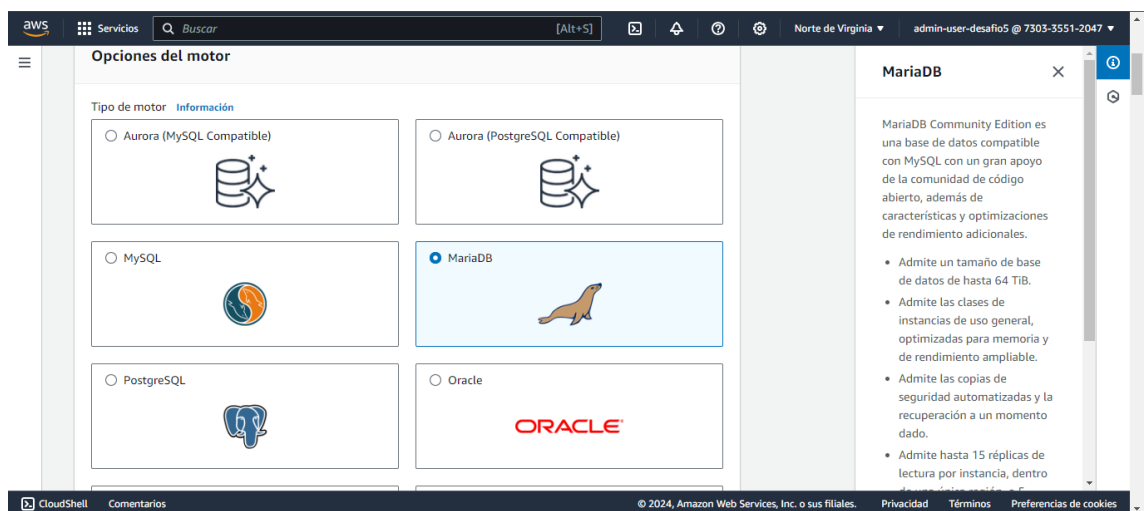 aws
Servicios
Buscar
[Alt+S]
Norte de Virginia ▼
admin-user-desafio5 @ 7303-3551-2047 ▼
Opciones del motor
Tipo de motor Información
Aurora (MySQL Compatible)
Aurora (PostgreSQL Compatible)
MySQL
MariaDB
PostgreSQL
Oracle
ORACLE
MariaDB
MariaDB Community Edition es
una base de datos compatible
con MySQL con un gran apoyo
de la comunidad de código
abierto, además de
características y optimizaciones
de rendimiento adicionales.
• Admite un tamaño de base
de datos de hasta 64 TiB.
• Admite las clases de
instancias de uso general,
optimizadas para memoria y
de rendimiento ampliable.
• Admite las copias de
seguridad automatizadas y la
recuperación a un momento
dado.
• Admite hasta 15 réplicas de
lectura por instancia, dentro
de una única región, o 5
CloudShell
Comentarios
© 2024, Amazon Web Services, Inc. o sus filiales.
Privacidad
Términos
Preferencias de cookies